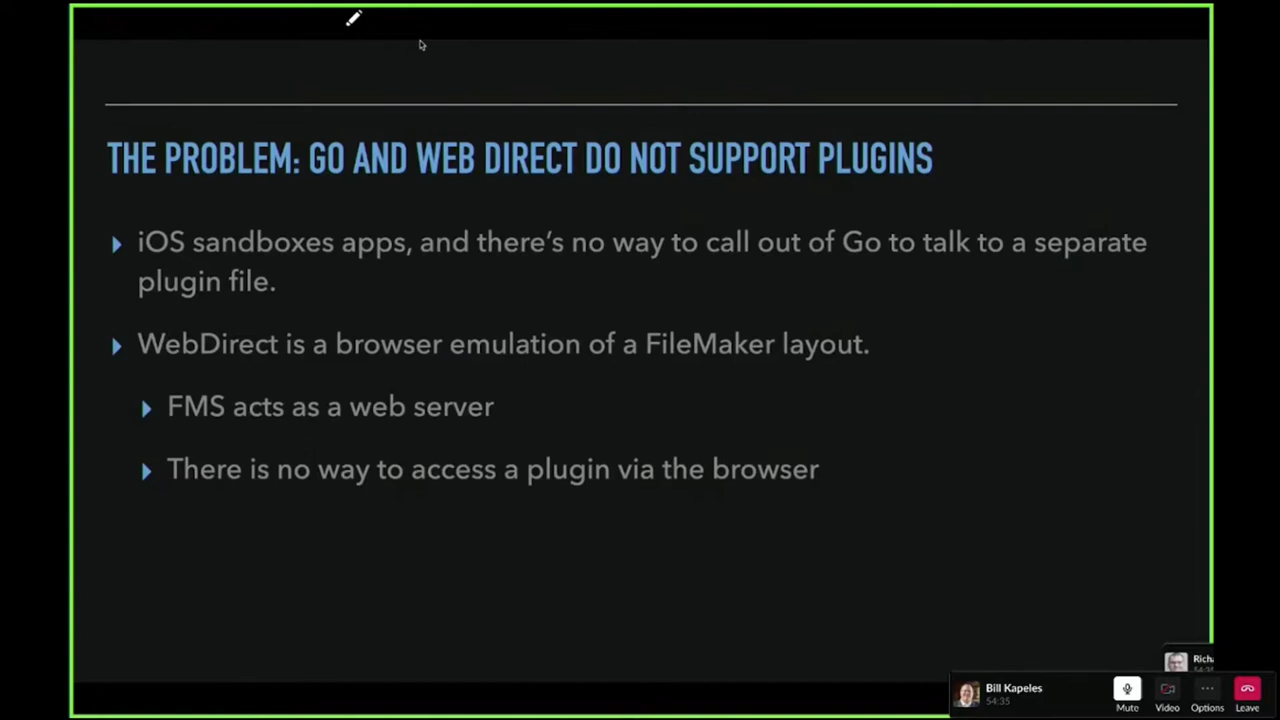 THE PROBLEM: GO AND WEB DIRECT DO NOT SUPPORT PLUGINS
iOS sandboxes apps, and there's no way to call out of Go to talk to a separate
plugin file.
WebDirect is a browser emulation of a FileMaker layout.
FMS acts as a web server
There is no way to access a plugin via the browser
Bill Kapeles
54:35
Mute
Video
Options
Leave